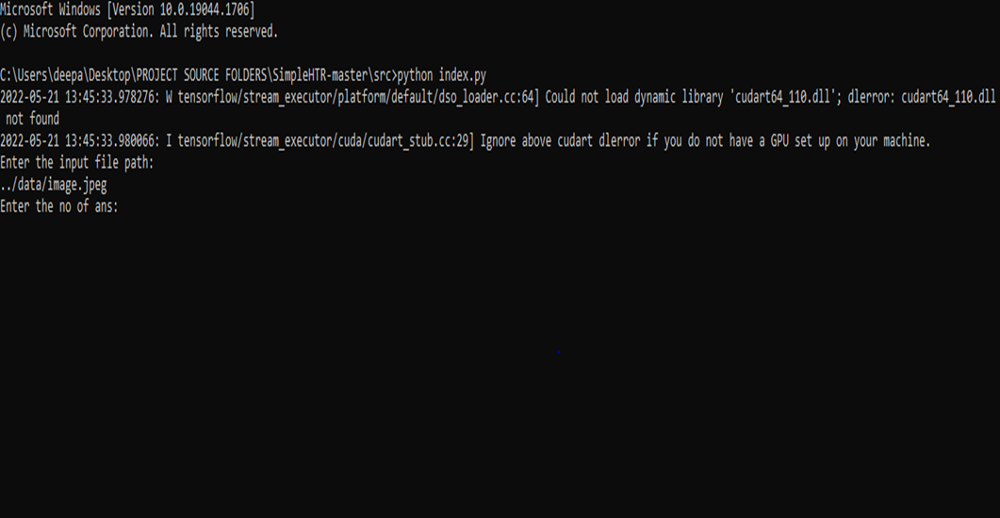 Microsoft Windows [Version 10.0.19044.1706]
(c) Microsoft Corporation. All rights reserved.
C:\Users\deepa\Desktop\PROJECT SOURCE FOLDERS\SimpleHTR-master\src>python index.py
2022-05-21 13:45:33.978276: W tensorflow/stream_executor/platform/default/dso_loader.cc:64] Could not load dynamic library 'cudart64_110.dll'; dlerror: cudart64_110.dll
not found
2022-05-21 13:45:33.980066: I tensorflow/stream_executor/cuda/cudart_stub.cc:29] Ignore above cudart dlerror if you do not have a GPU set up on your machine.
Enter the input file path:
../data/image.jpeg
Enter the no of ans: